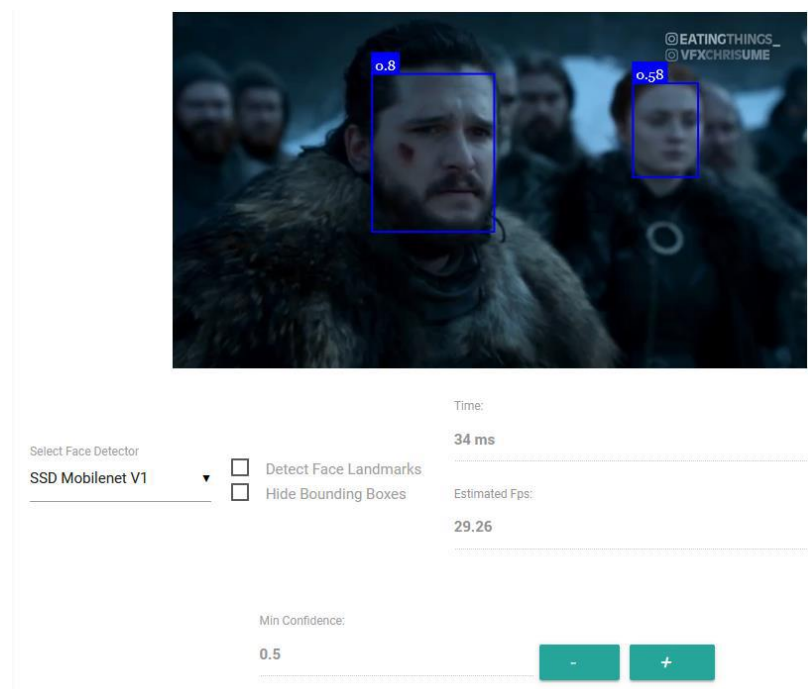 EATINGTHINGS_
VFXCHRISUME
0.8
0.58
Time:
34 ms
Select Face Detector
SSD Mobilenet V1
Detect Face Landmarks
Hide Bounding Boxes
Estimated Fps:
29.26
Min Confidence:
0.5
-
+